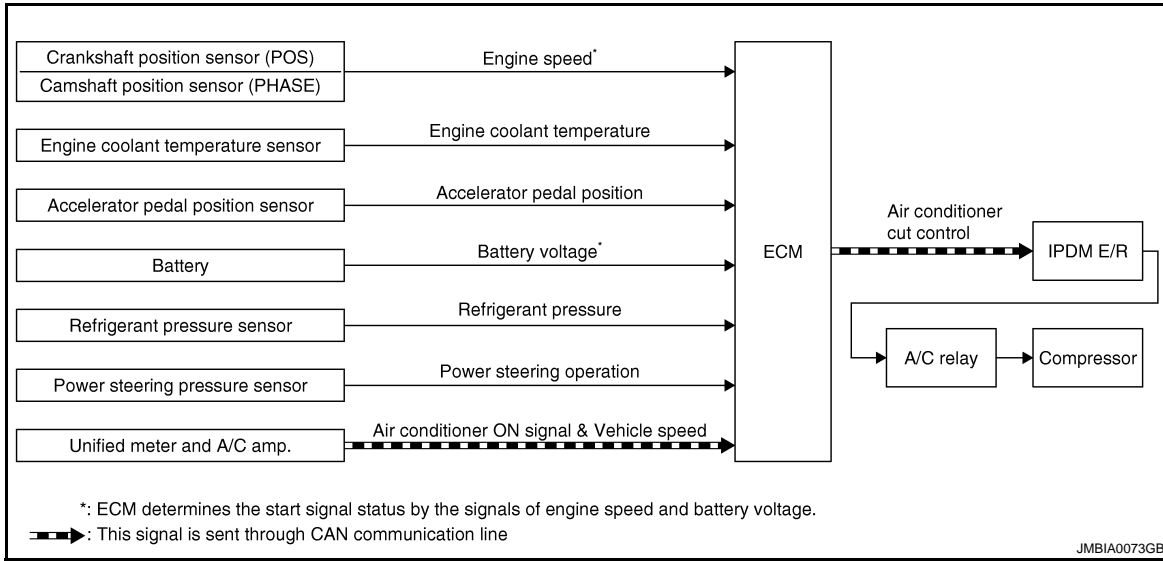 Crankshaft position sensor (POS)
Camshaft position sensor (PHASE)
Engine speed*
Engine coolant temperature sensor
Engine coolant temperature
Accelerator pedal position sensor
Accelerator pedal position
Battery
Battery voltage*
Refrigerant pressure sensor
Refrigerant pressure
Power steering pressure sensor
Power steering operation
Unified meter and A/C amp.
Air conditioner ON signal & Vehicle speed
ECM
Air conditioner
cut control
IPDM E/R
A/C relay
Compressor
*: ECM determines the start signal status by the signals of engine speed and battery voltage.
: This signal is sent through CAN communication line
JMBIA0073GB